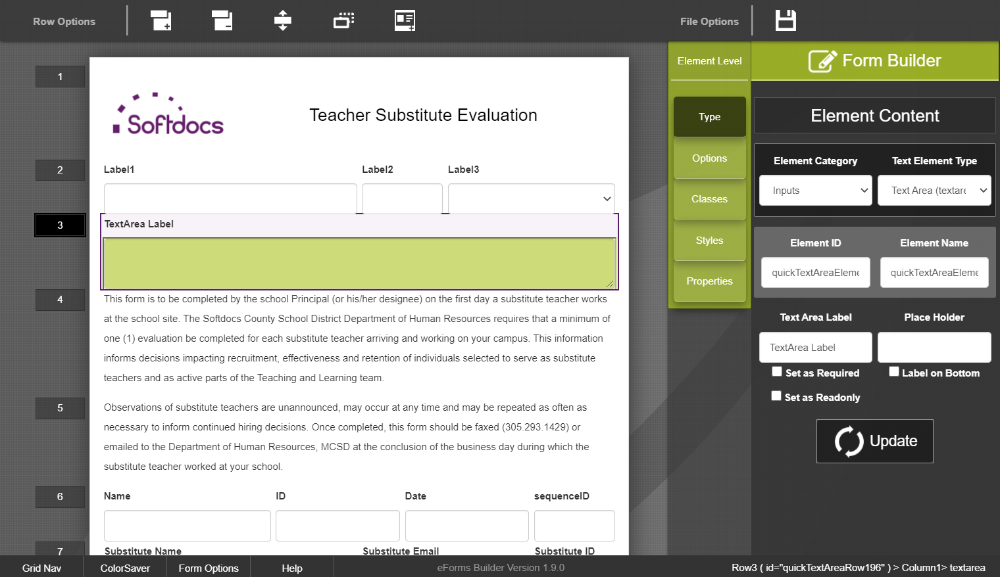 Row Options
File Options
Element Level
Form Builder
1
Softdocs
Teacher Substitute Evaluation
Type
Element Content
2
Label1
Label2
Label3
Options
Element Category
Text Element Type
Inputs
Text Area (textare
Classes
3
TextArea Label
Styles
Element ID
Element Name
quickTextAreaEleme
quickTextAreaEleme
Properties
4
This form is to be completed by the school Principal (or his/her designee) on the first day a substitute teacher works
at the school site. The Softdocs County School District Department of Human Resources requires that a minimum of
one (1) evaluation be completed for each substitute teacher arriving and working on your campus. This information
informs decisions impacting recruitment, effectiveness and retention of individuals selected to serve as substitute
teachers and as active parts of the Teaching and Learning team.
Text Area Label
Place Holder
TextArea Label
Set as Required
Label on Bottom
Set as Readonly
Update
5
Observations of substitute teachers are unannounced, may occur at any time and may be repeated as often as
necessary to inform continued hiring decisions. Once completed, this form should be faxed (305.293.1429) or
emailed to the Department of Human Resources, MCSD at the conclusion of the business day during which the
substitute teacher worked at your school.
6
Name
ID
Date
sequenceID
7
Substitute Name
Substitute Email
Substitute ID
Grid Nav
ColorSaver
Form Options
Help
eForms Builder Version 1.9.0
Row3 ( id="quickTextAreaRow196" ) > Column1> textarea